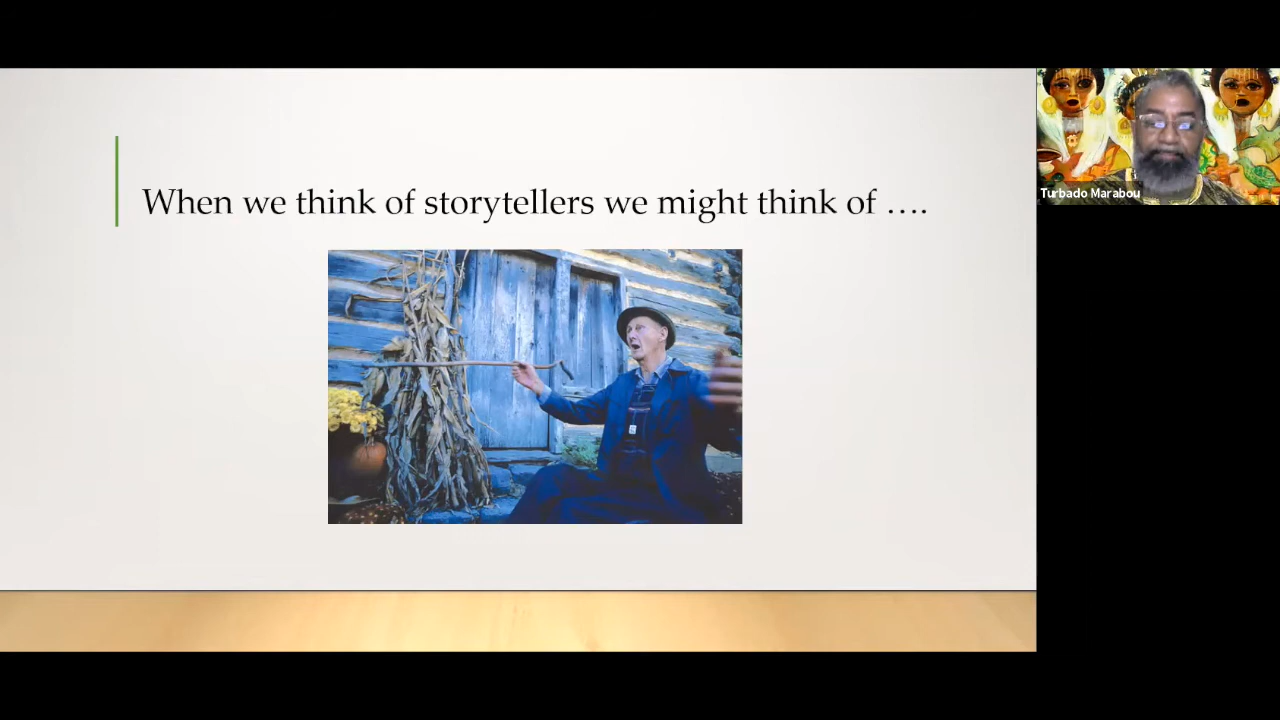 When we think of storytellers we might think of ….
Turbado Marabou